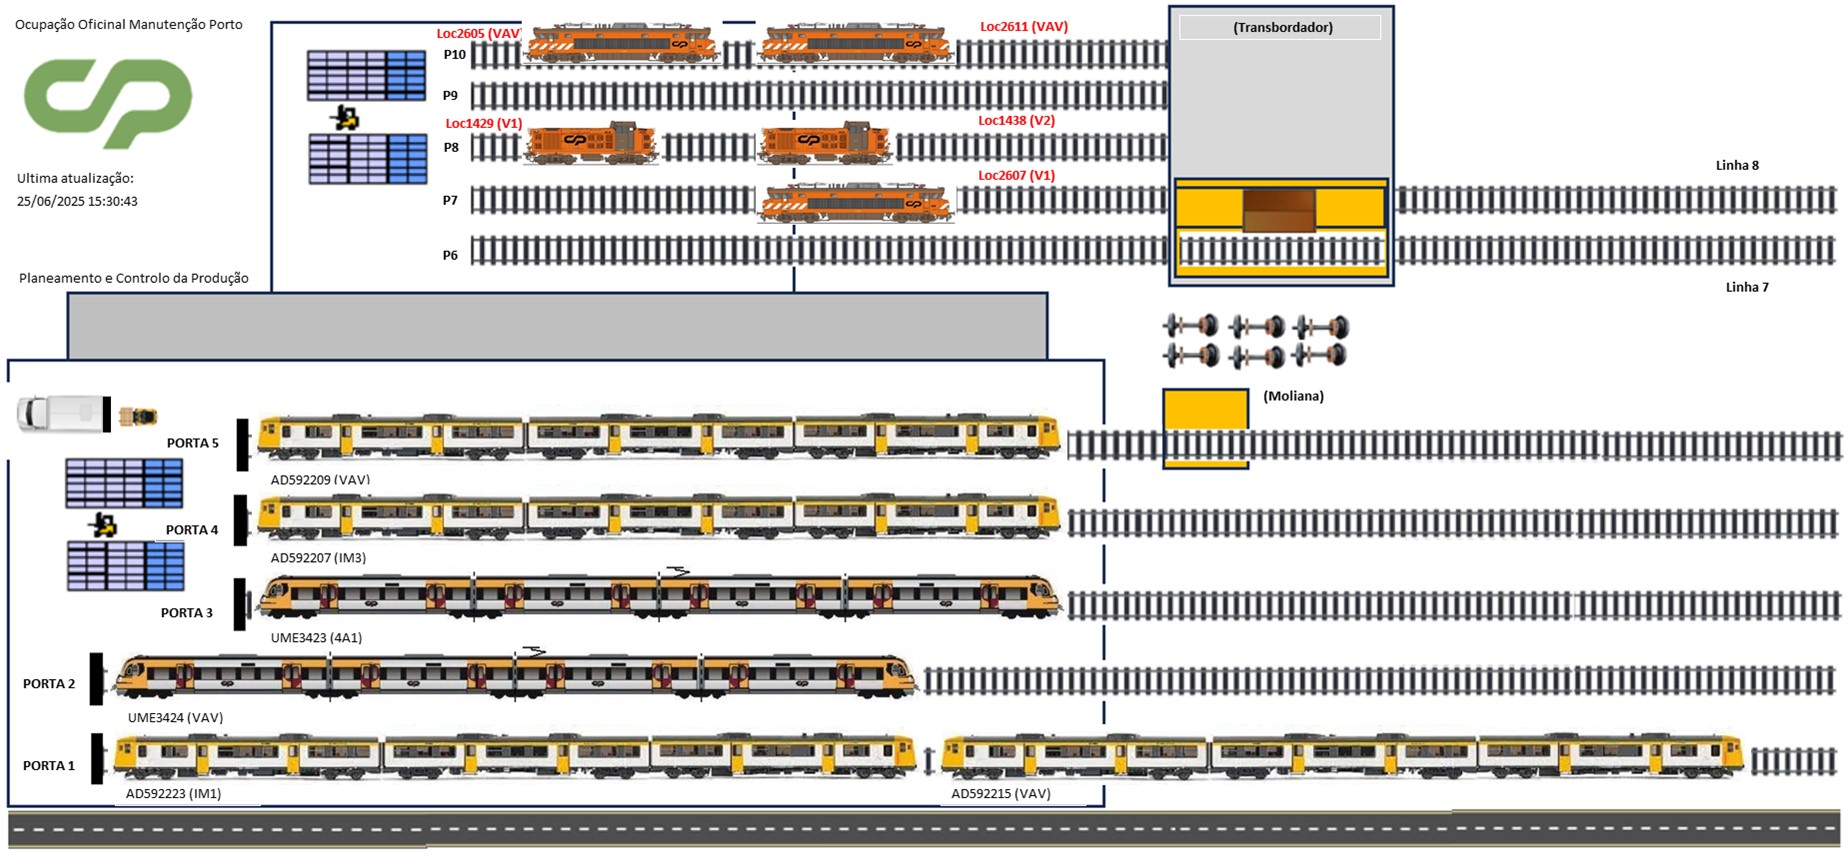 Ocupação Oficinal Manutenção Porto
Loc2605 (VAV)
Loc2611 (VAV)
(Transbordador)
P10
CP
P9
Loc1429 (V1)
Loc1438 (V2)
P8
Linha 8
Ultima atualização:
25/06/2025 15:30:43
Loc2607 (V1)
P7
P6
Planeamento e Controlo da Produção
Linha 7
(Moliana)
PORTA 5
AD592209 (VAV)
PORTA 4
AD592207 (IM3)
PORTA 3
UME3423 (4A1)
PORTA 2
UME3424 (VAV)
PORTA 1
AD592223 (IM1)
AD592215 (VAV)